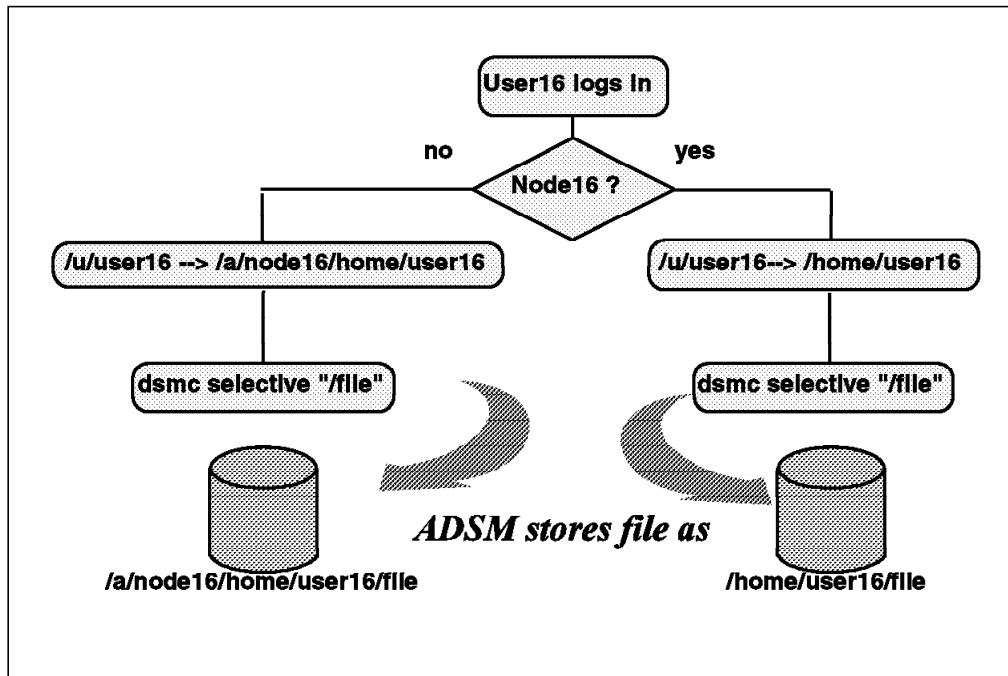 User16 logs in
no
yes
Node16 ?
/u/user16 --> /a/node16/home/user16
/u/user16--> /home/user16
dsmc selective "/file"
dsmc selective "/file"
ADSM stores file as
/a/node16/home/user16/file
/home/user16/file